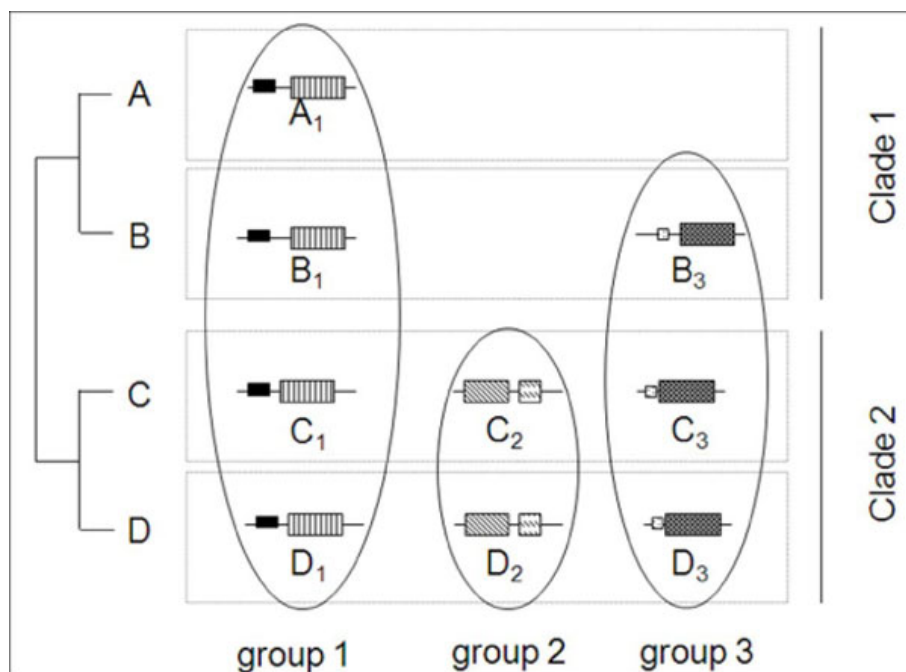 A
A₁
Clade 1
B
B₁
B₃
C
C₁
C₂
C₃
Clade 2
D
D₁
D₂
D₃
group 1
group 2
group 3